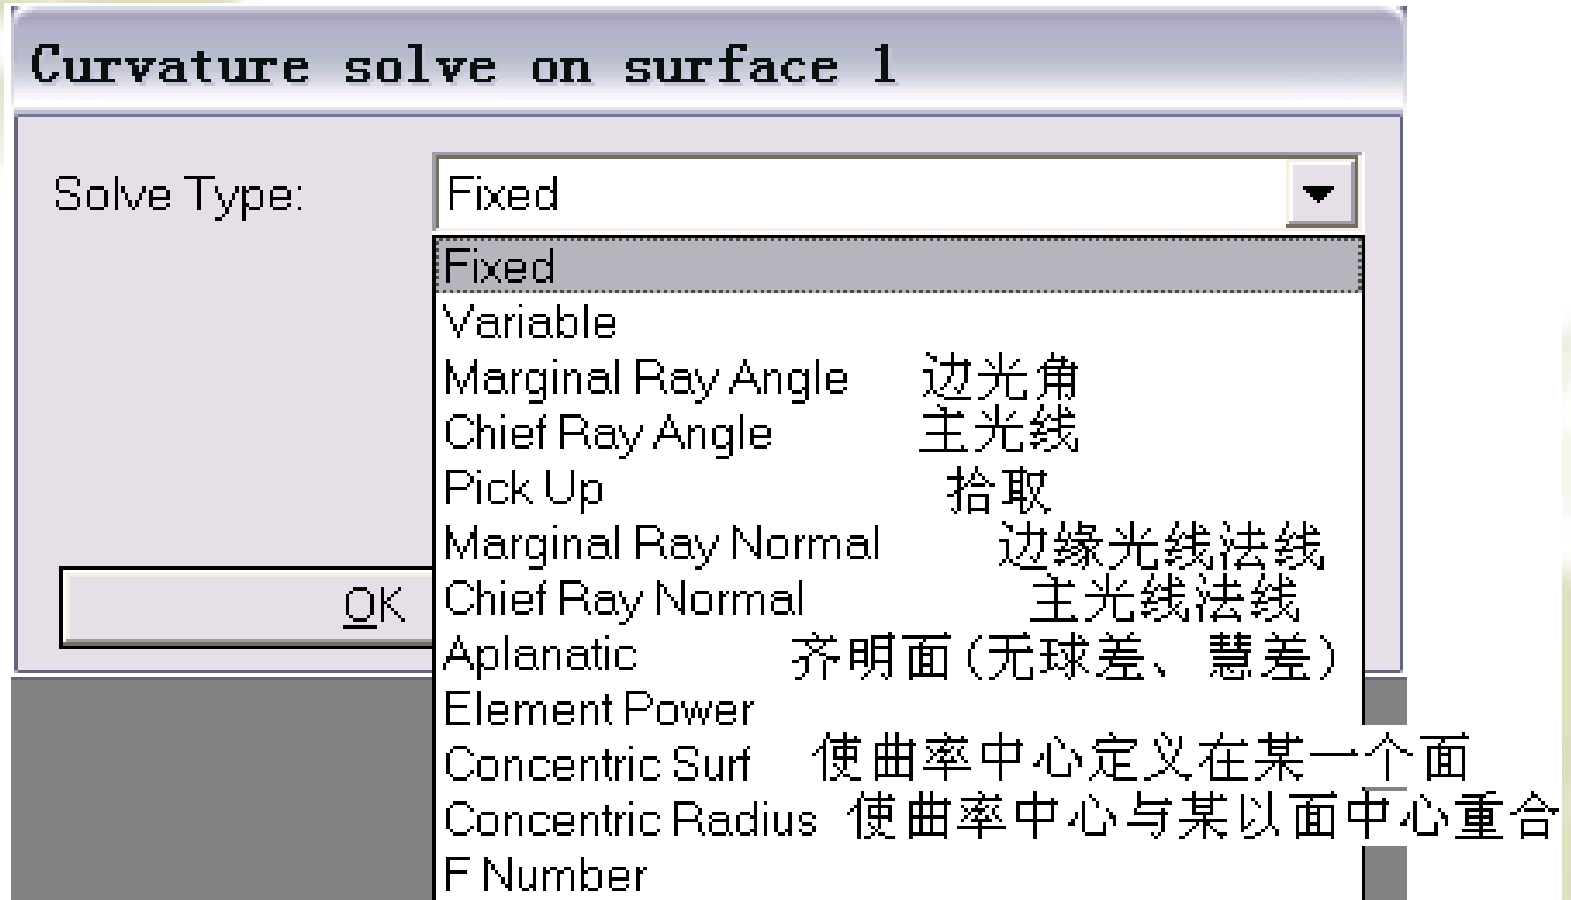 Curvature solve on surface 1
Solve Type: Fixed
Fixed
Variable
Marginal Ray Angle 边光角
Chief Ray Angle 主光线
Pick Up 拾取
Marginal Ray Normal 边缘光线法线
OK
Chief Ray Normal 主光线法线
Aplanatic 齐明面(无球差、慧差)
Element Power
Concentric Surf 使曲率中心定义在某一个面
Concentric Radius 使曲率中心与某以面中心重合
F Number